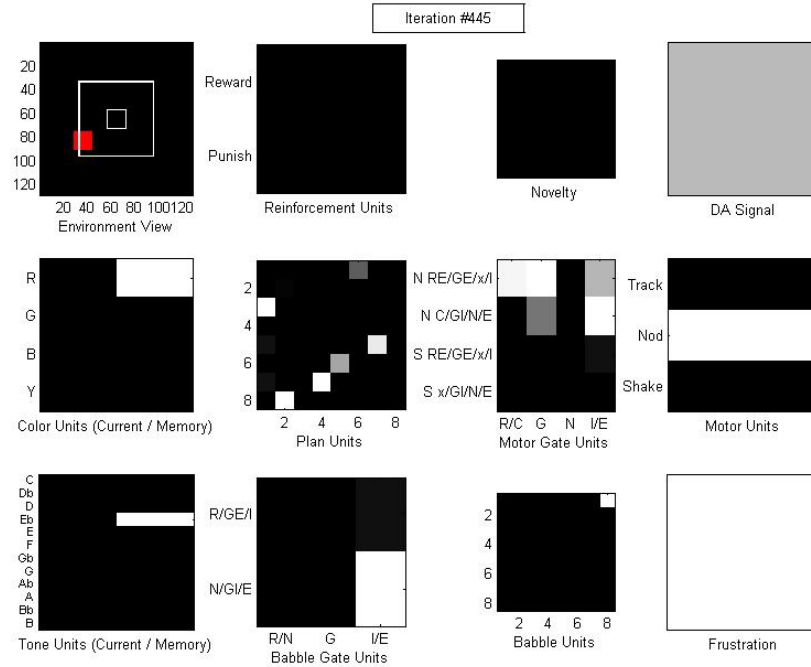 Iteration #445
20
40
60
80
100
120
20 40 60 80 100120
Environment View
Reward
Punish
Reinforcement Units
Novelty
DA Signal
R
G
B
Y
Color Units (Current / Memory)
2
4
6
8
2 4 6 8
Plan Units
N RE/GE/x/I
N C/GI/N/E
S RE/GE/x/I
S x/GI/N/E
R/C G N I/E
Motor Gate Units
Track
Nod
Shake
Motor Units
C
Db
D
Eb
E
F
Gb
G
Ab
A
Bb
B
Tone Units (Current / Memory)
R/GE/I
N/GI/E
R/N G I/E
Babble Gate Units
2
4
6
8
2 4 6 8
Babble Units
Frustration